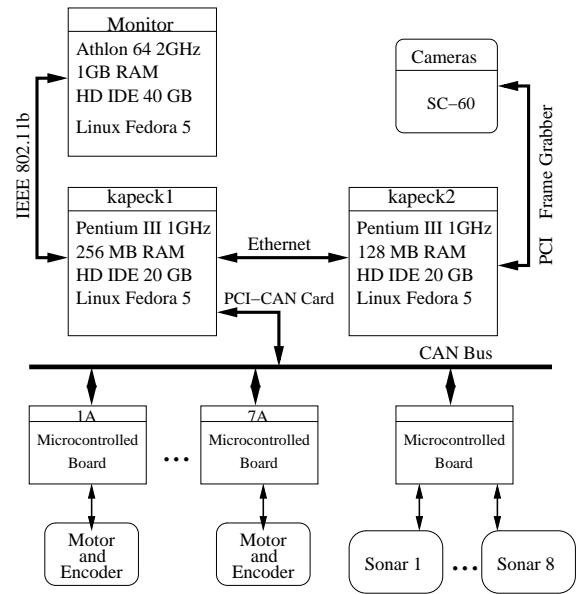 Monitor
Athlon 64 2GHz
1GB RAM
HD IDE 40 GB
Linux Fedora 5
Cameras
SC−60
IEEE 802.11b
PCI Frame Grabber
kapeck1
Pentium III 1GHz
256 MB RAM
HD IDE 20 GB
Linux Fedora 5
Ethernet
kapeck2
Pentium III 1GHz
128 MB RAM
HD IDE 20 GB
Linux Fedora 5
PCI−CAN Card
CAN Bus
1A
Microcontrolled
Board
...
7A
Microcontrolled
Board
Microcontrolled
Board
Motor
and
Encoder
Motor
and
Encoder
Sonar 1
...
Sonar 8